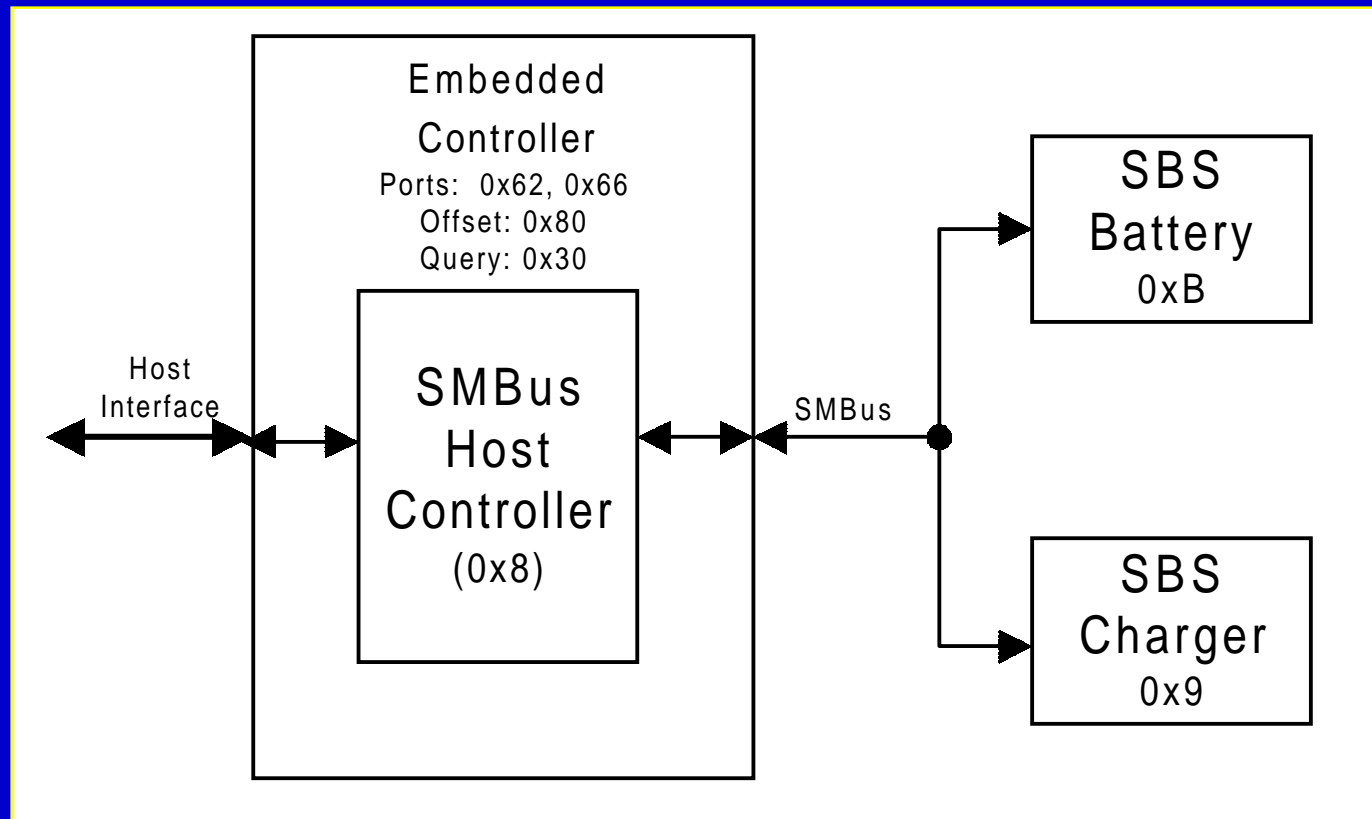 Embedded
Controller
Ports: 0x62, 0x66
Offset: 0x80
Query: 0x30
Host
Interface
SMBus
Host
Controller
(0x8)
SMBus
SBS
Battery
0xB
SBS
Charger
0x9